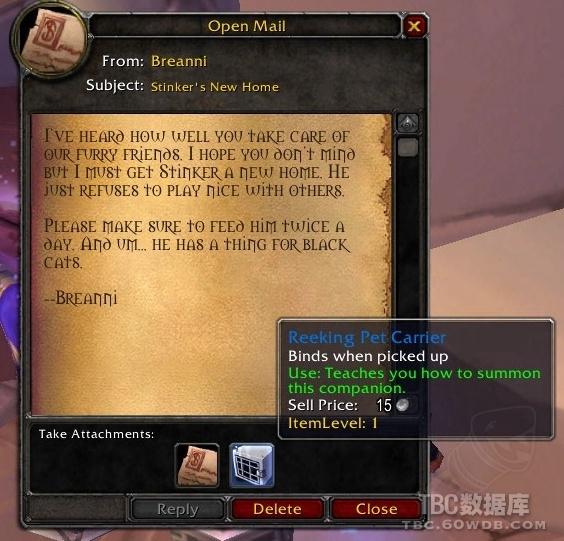 Open Mail
From: Breanni
Subject: Stinker's New Home
I've heard how well you take care of
our furry friends. I hope you don't mind
but I must get Stinker a new home. He
just refuses to play nice with others.
Please make sure to feed him twice a
day. And um... he has a thing for black
cats.
--Breanni
Reeking Pet Carrier
Binds when picked up
Use: Teaches you how to summon
this companion.
Sell Price: 15
ItemLevel: 1
Take Attachments:
Reply Delete Close
TBC数据库
TBC.60WDB.COM